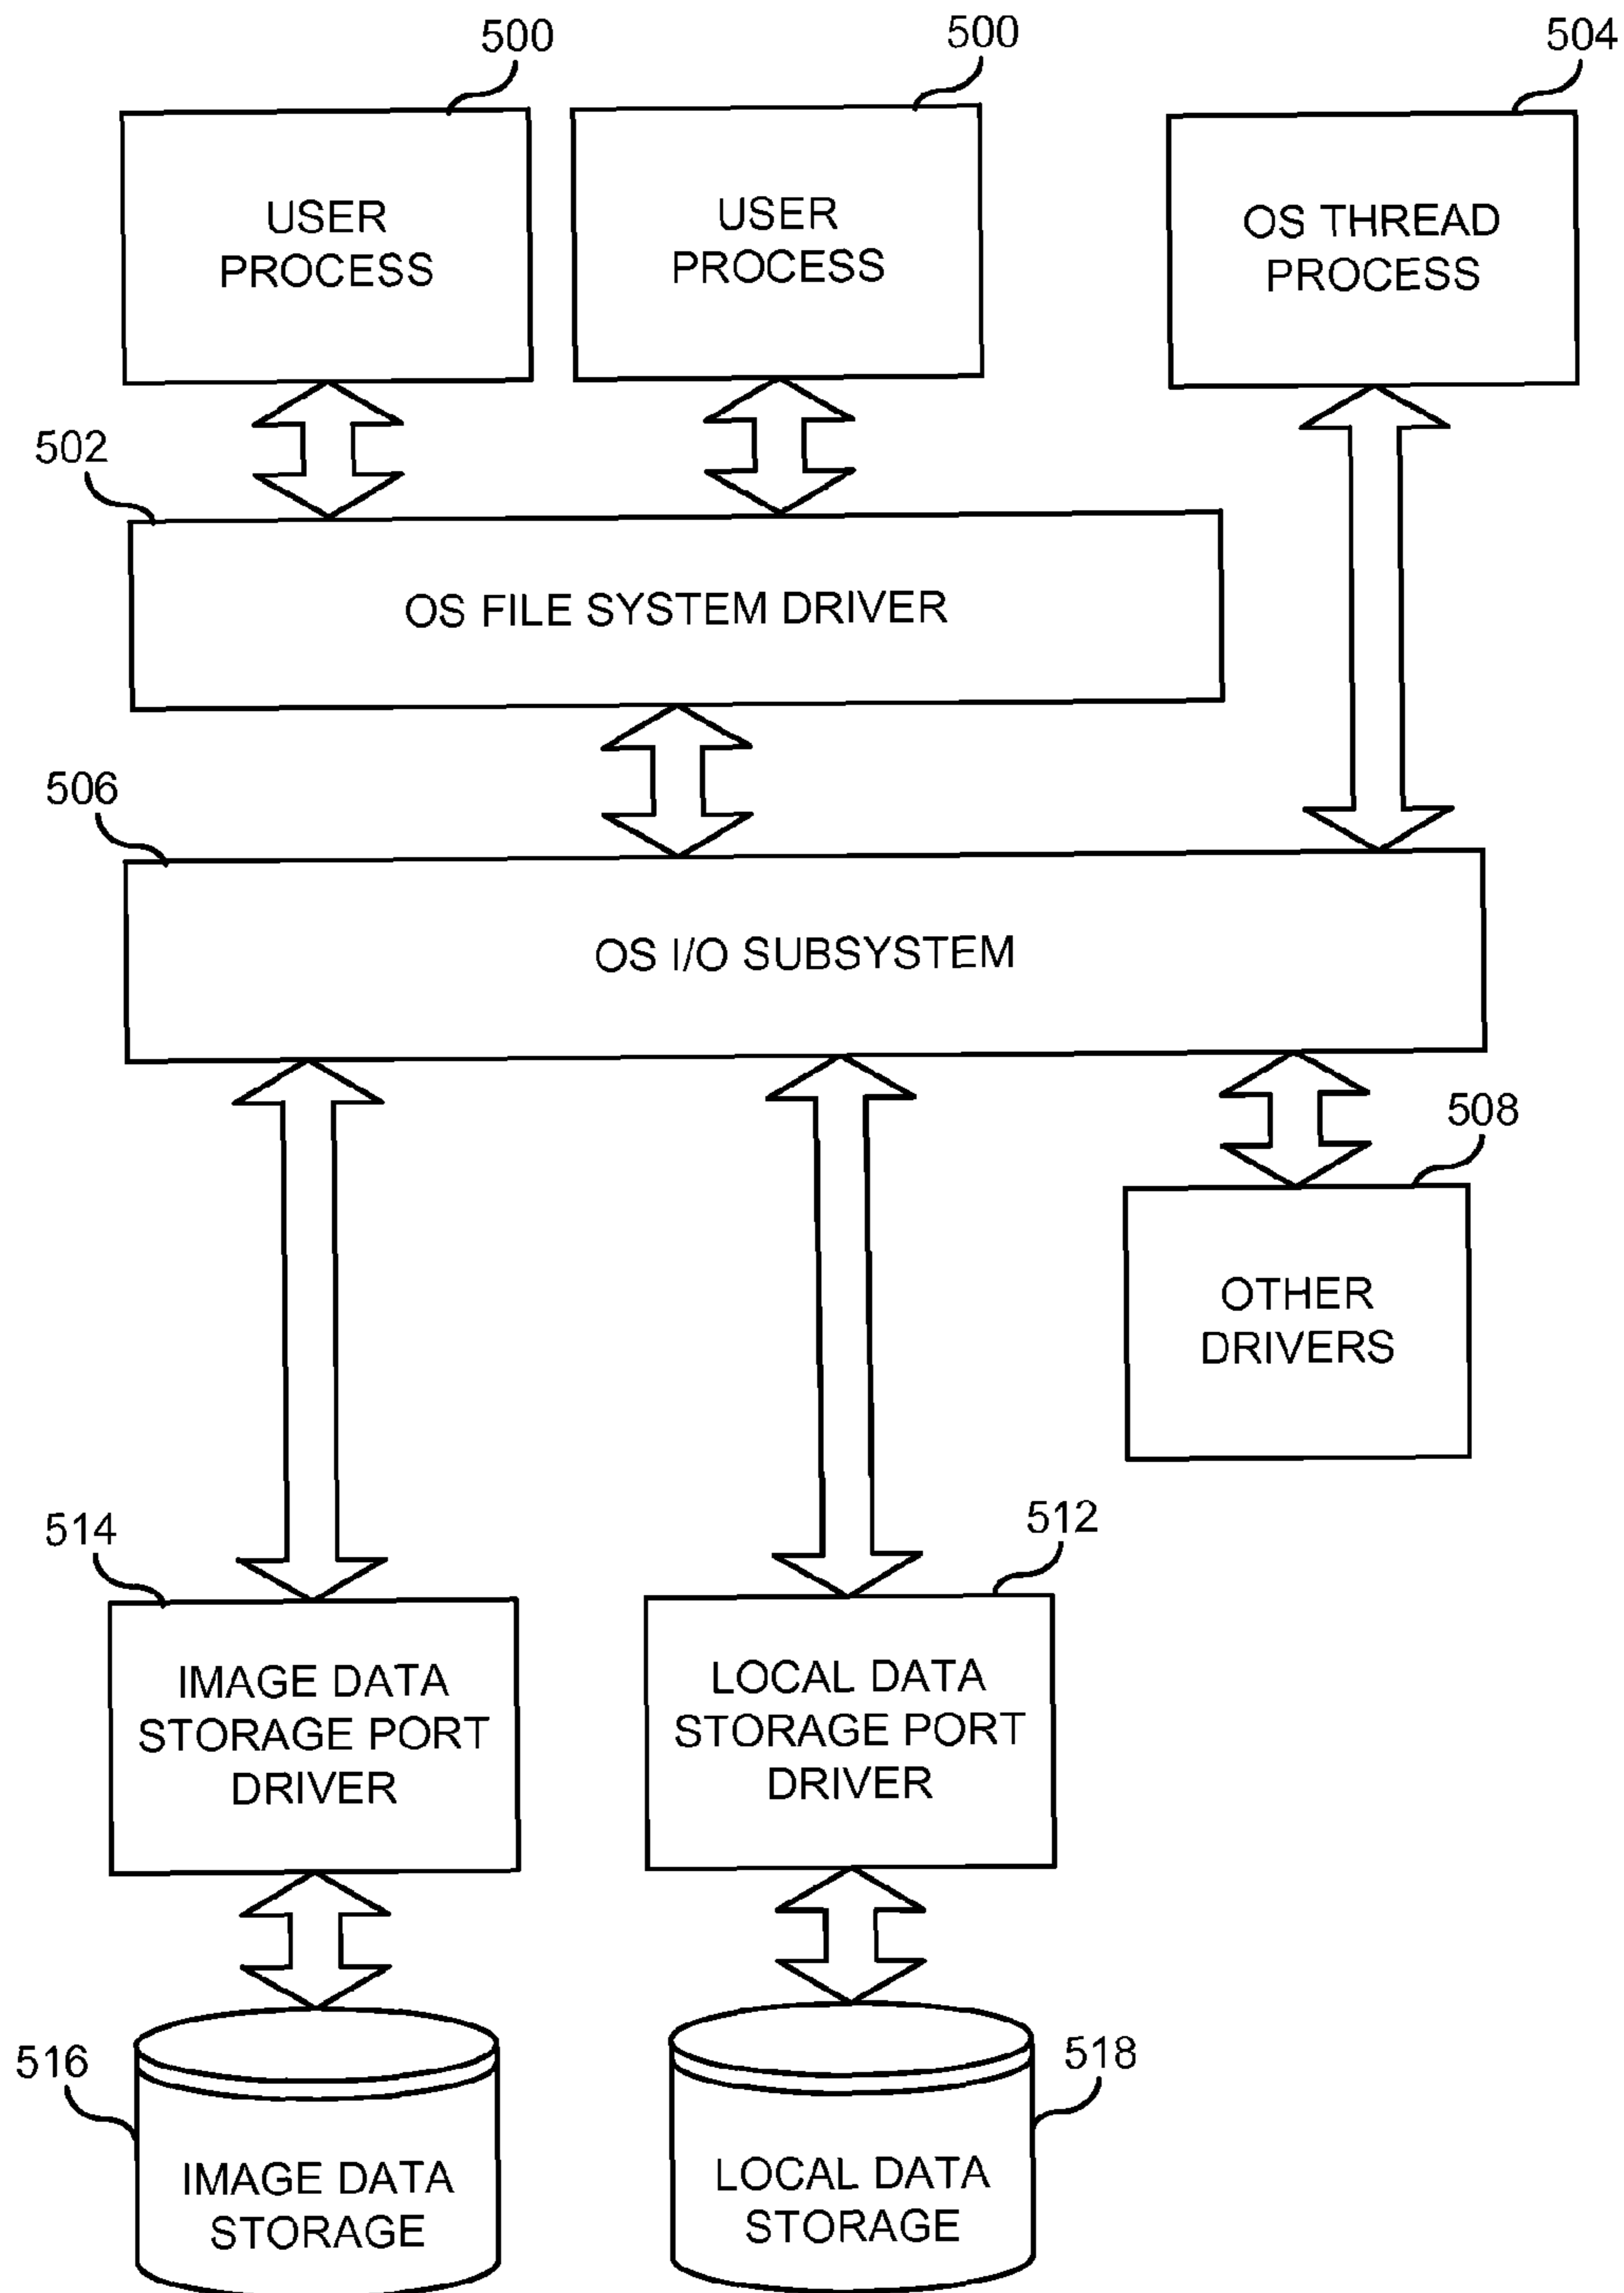 500
500
504
USER
PROCESS
USER
PROCESS
OS THREAD
PROCESS
502
OS FILE SYSTEM DRIVER
506
OS I/O SUBSYSTEM
508
OTHER
DRIVERS
514
512
IMAGE DATA
STORAGE PORT
DRIVER
LOCAL DATA
STORAGE PORT
DRIVER
516
518
IMAGE DATA
STORAGE
LOCAL DATA
STORAGE